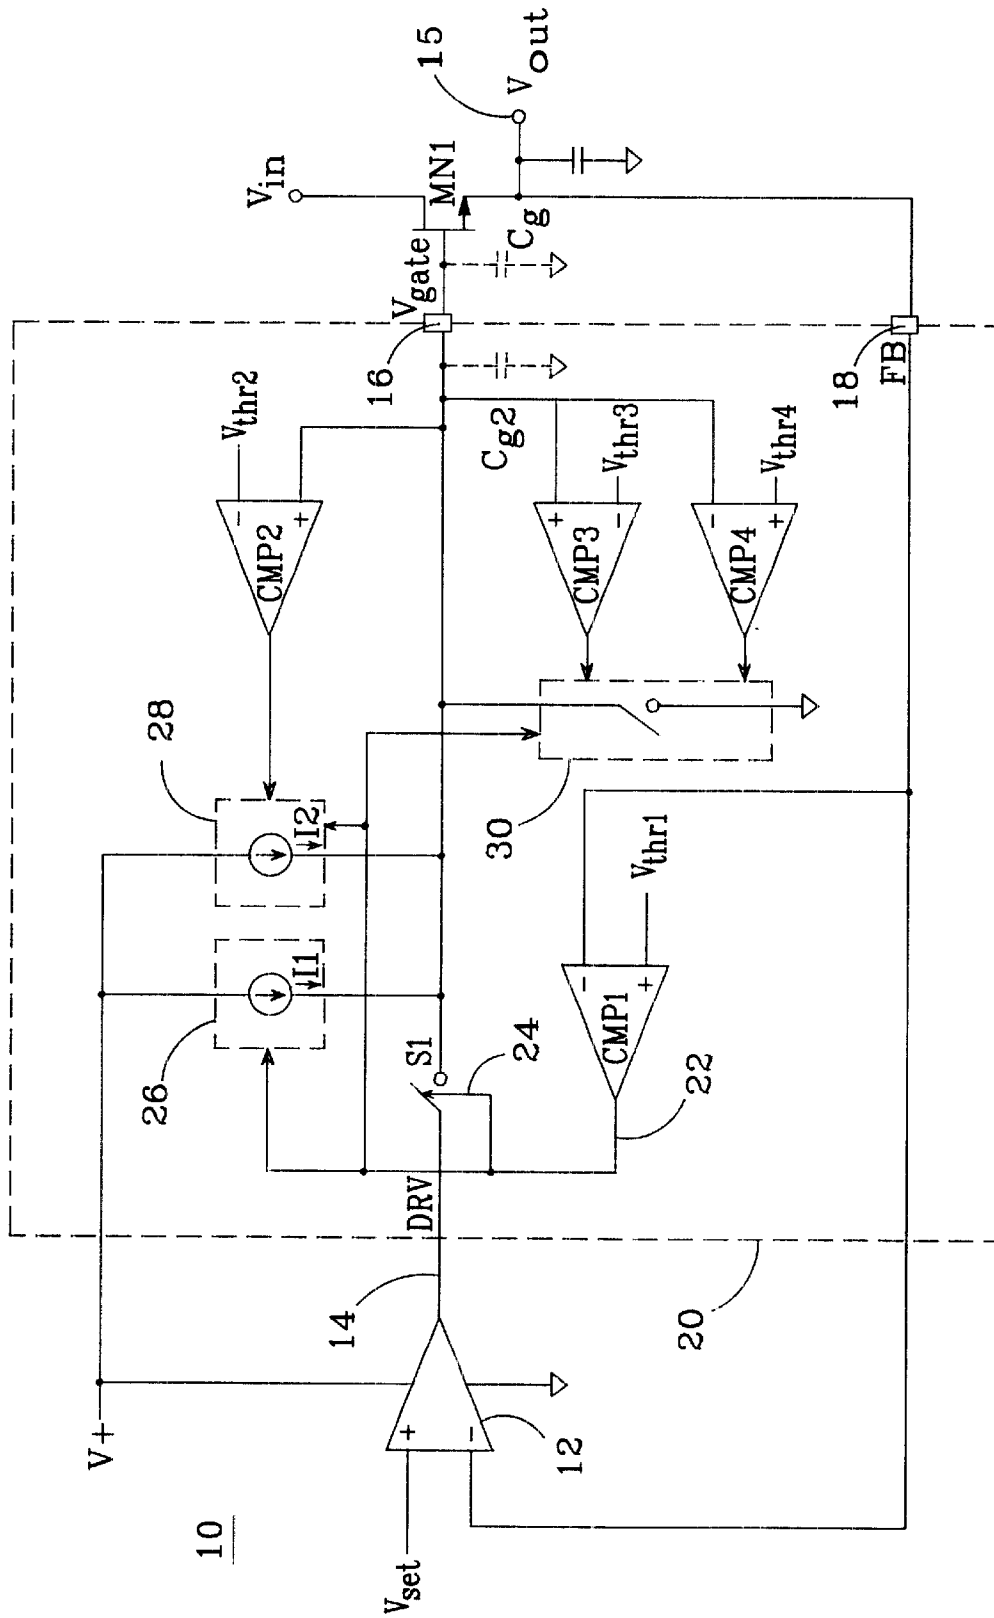 10
V+
Vset
+
−
12
14
DRV
20
26
I1
28
I2
S1
24
22
CMP1
−
+
Vthr1
30
CMP2
−
+
Vthr2
CMP3
+
−
Vthr3
CMP4
−
+
Vthr4
Cg2
16
Vgate
Cg
MN1
Vin
15
Vout
18
FB